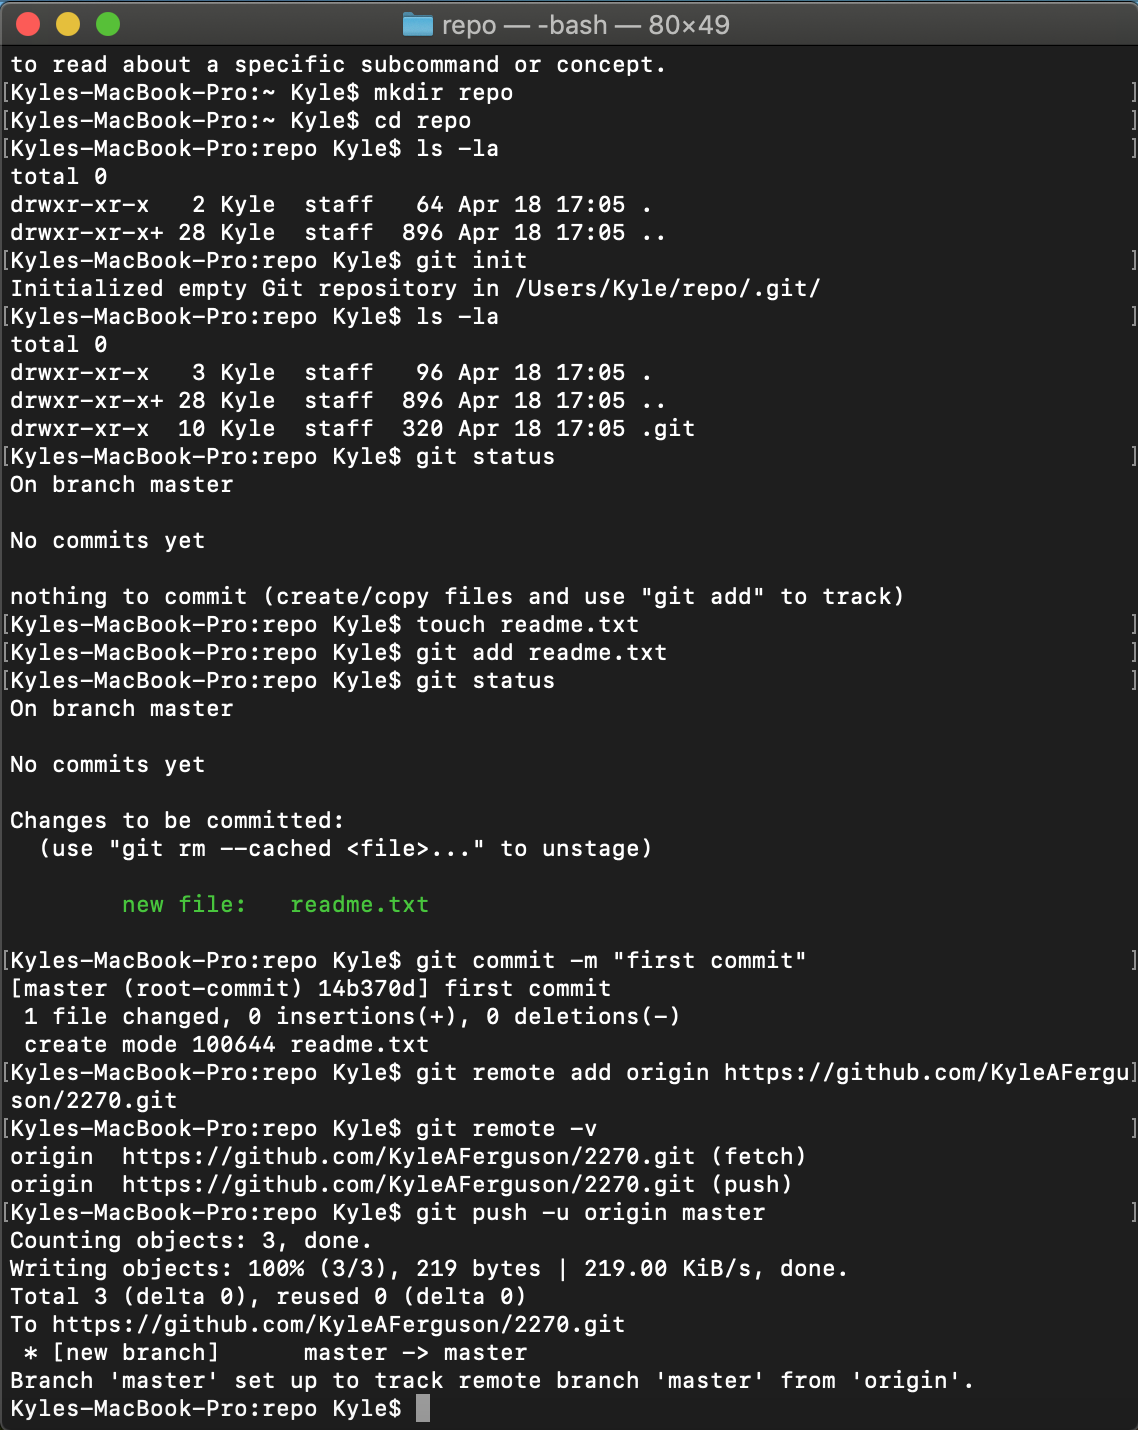 repo — -bash — 80×49
to read about a specific subcommand or concept.
[Kyles-MacBook-Pro:~ Kyle$ mkdir repo ]
[Kyles-MacBook-Pro:~ Kyle$ cd repo ]
[Kyles-MacBook-Pro:repo Kyle$ ls -la ]
total 0
drwxr-xr-x   2 Kyle  staff   64 Apr 18 17:05 .
drwxr-xr-x+ 28 Kyle  staff  896 Apr 18 17:05 ..
[Kyles-MacBook-Pro:repo Kyle$ git init ]
Initialized empty Git repository in /Users/Kyle/repo/.git/
[Kyles-MacBook-Pro:repo Kyle$ ls -la ]
total 0
drwxr-xr-x   3 Kyle  staff   96 Apr 18 17:05 .
drwxr-xr-x+ 28 Kyle  staff  896 Apr 18 17:05 ..
drwxr-xr-x  10 Kyle  staff  320 Apr 18 17:05 .git
[Kyles-MacBook-Pro:repo Kyle$ git status ]
On branch master
No commits yet
nothing to commit (create/copy files and use "git add" to track)
[Kyles-MacBook-Pro:repo Kyle$ touch readme.txt ]
[Kyles-MacBook-Pro:repo Kyle$ git add readme.txt ]
[Kyles-MacBook-Pro:repo Kyle$ git status ]
On branch master
No commits yet
Changes to be committed:
  (use "git rm --cached <file>..." to unstage)
        new file:   readme.txt
[Kyles-MacBook-Pro:repo Kyle$ git commit -m "first commit" ]
[master (root-commit) 14b370d] first commit
 1 file changed, 0 insertions(+), 0 deletions(-)
 create mode 100644 readme.txt
[Kyles-MacBook-Pro:repo Kyle$ git remote add origin https://github.com/KyleAFergu]
son/2270.git
[Kyles-MacBook-Pro:repo Kyle$ git remote -v ]
origin  https://github.com/KyleAFerguson/2270.git (fetch)
origin  https://github.com/KyleAFerguson/2270.git (push)
[Kyles-MacBook-Pro:repo Kyle$ git push -u origin master ]
Counting objects: 3, done.
Writing objects: 100% (3/3), 219 bytes | 219.00 KiB/s, done.
Total 3 (delta 0), reused 0 (delta 0)
To https://github.com/KyleAFerguson/2270.git
 * [new branch]      master -> master
Branch 'master' set up to track remote branch 'master' from 'origin'.
Kyles-MacBook-Pro:repo Kyle$